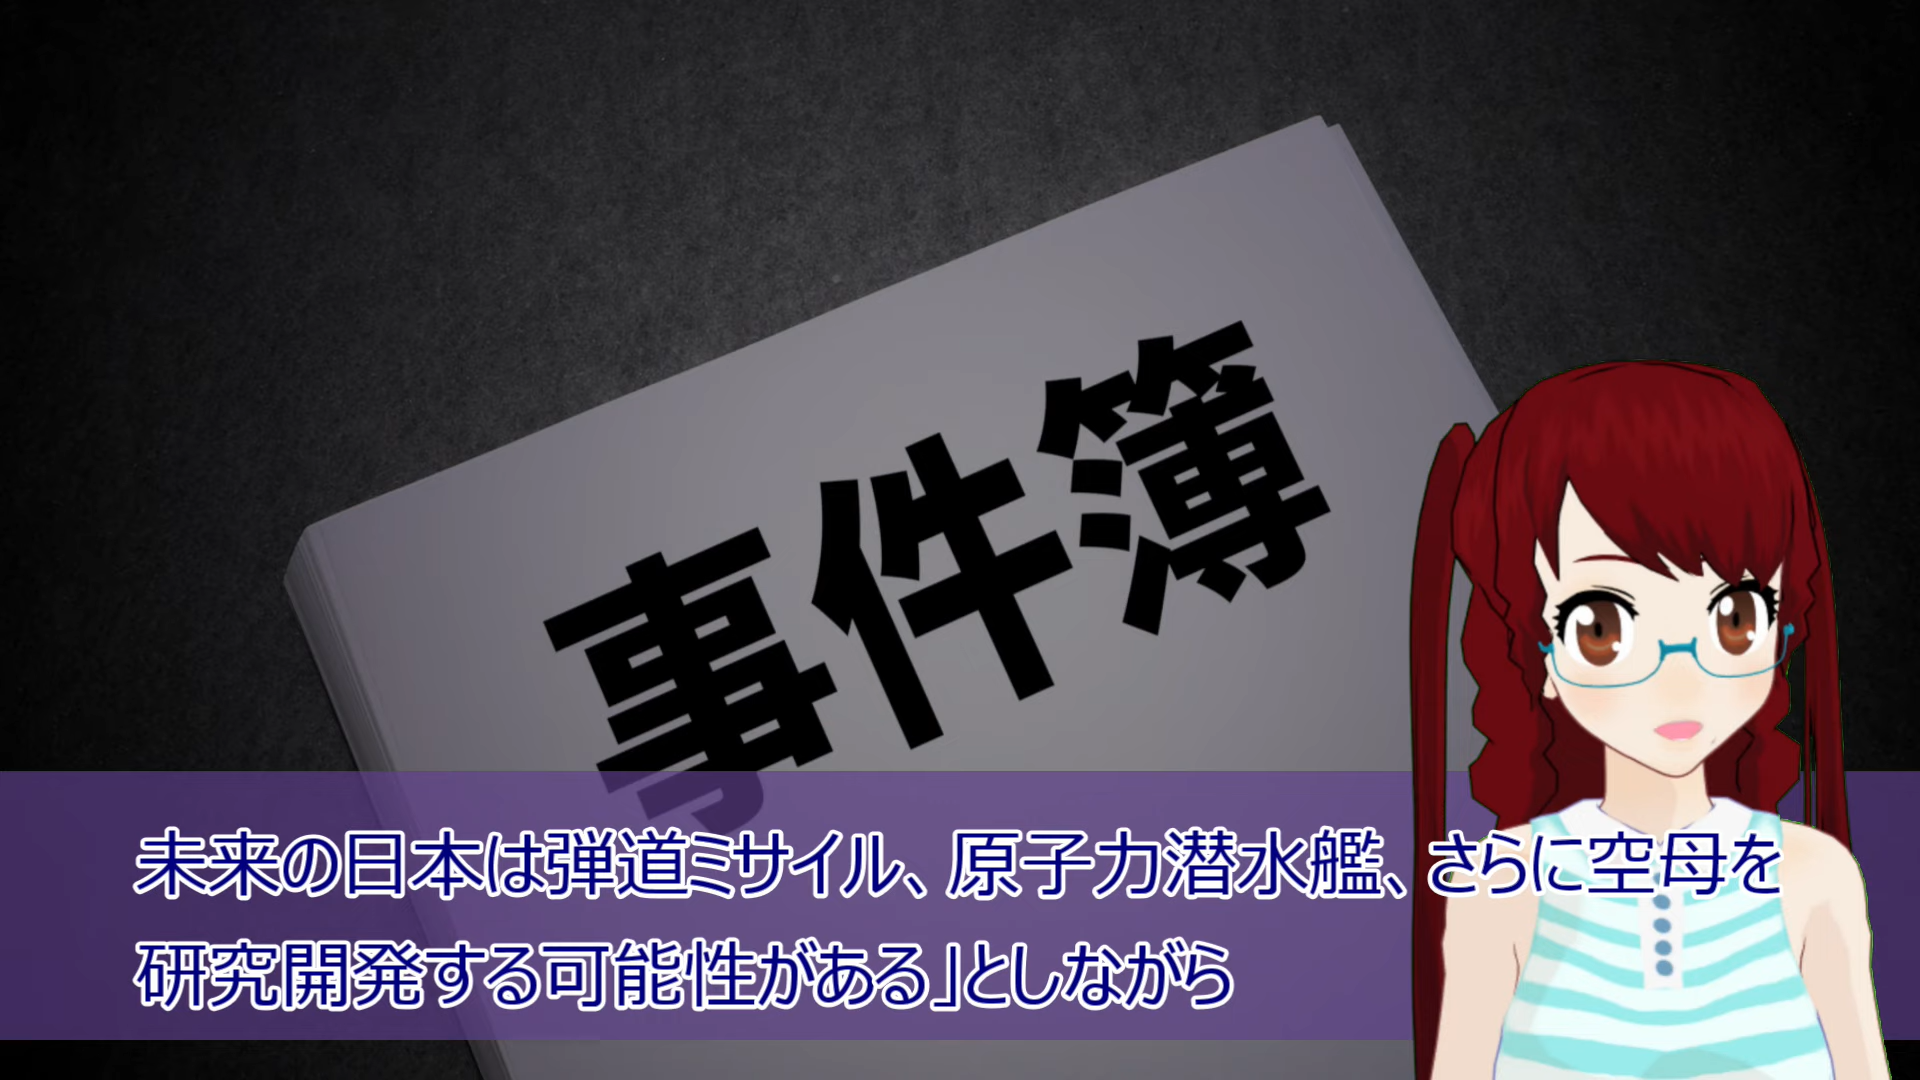 事件簿
未来の日本は弾道ミサイル、原子力潜水艦、さらに空母を
研究開発する可能性がある」としながら